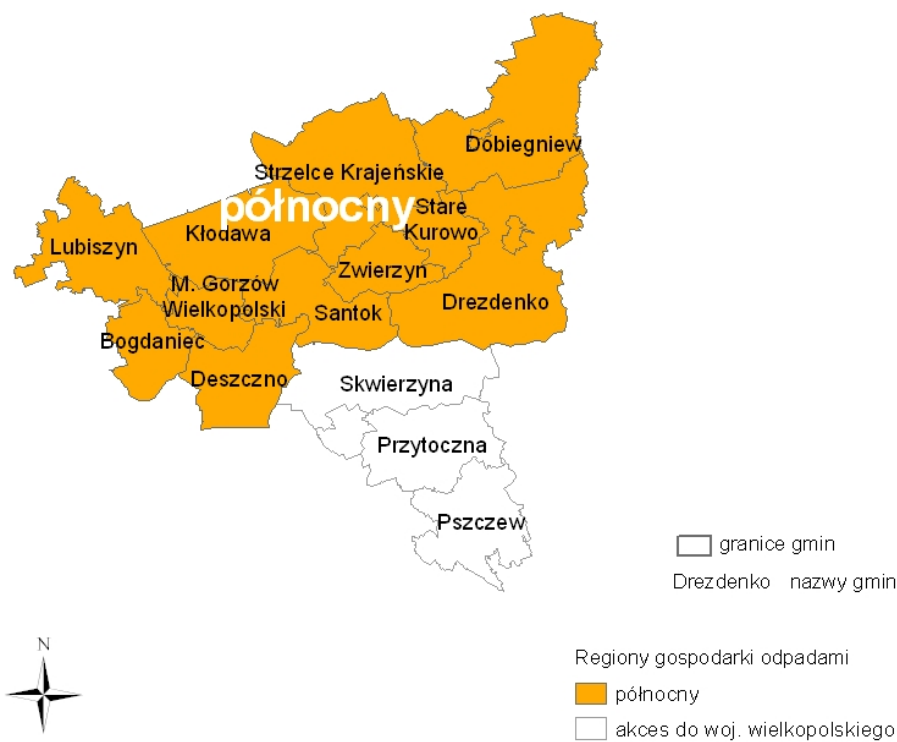 Dobiegniew
Strzelce Krajeńskie
północny
Stare
Kurowo
Kłodawa
Lubiszyn
Zwierzyn
M. Gorzów
Wielkopolski
Drezdenko
Santok
Bogdaniec
Deszczno
Skwierzyna
Przytoczna
Pszczew
granice gmin
Drezdenko nazwy gmin
N
Regiony gospodarki odpadami
północny
akces do woj. wielkopolskiego